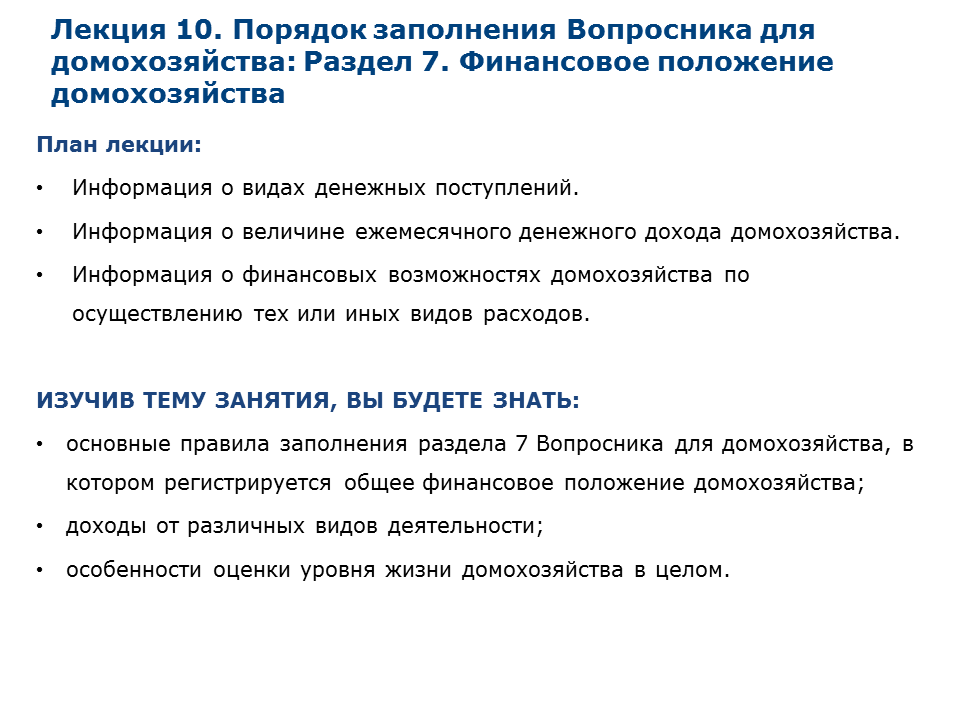 Лекция 10. Порядок заполнения Вопросника для
домохозяйства: Раздел 7. Финансовое положение
домохозяйства
План лекции:
• Информация о видах денежных поступлений.
• Информация о величине ежемесячного денежного дохода домохозяйства.
• Информация о финансовых возможностях домохозяйства по
осуществлению тех или иных видов расходов.
ИЗУЧИВ ТЕМУ ЗАНЯТИЯ, ВЫ БУДЕТЕ ЗНАТЬ:
• основные правила заполнения раздела 7 Вопросника для домохозяйства, в
котором регистрируется общее финансовое положение домохозяйства;
• доходы от различных видов деятельности;
• особенности оценки уровня жизни домохозяйства в целом.